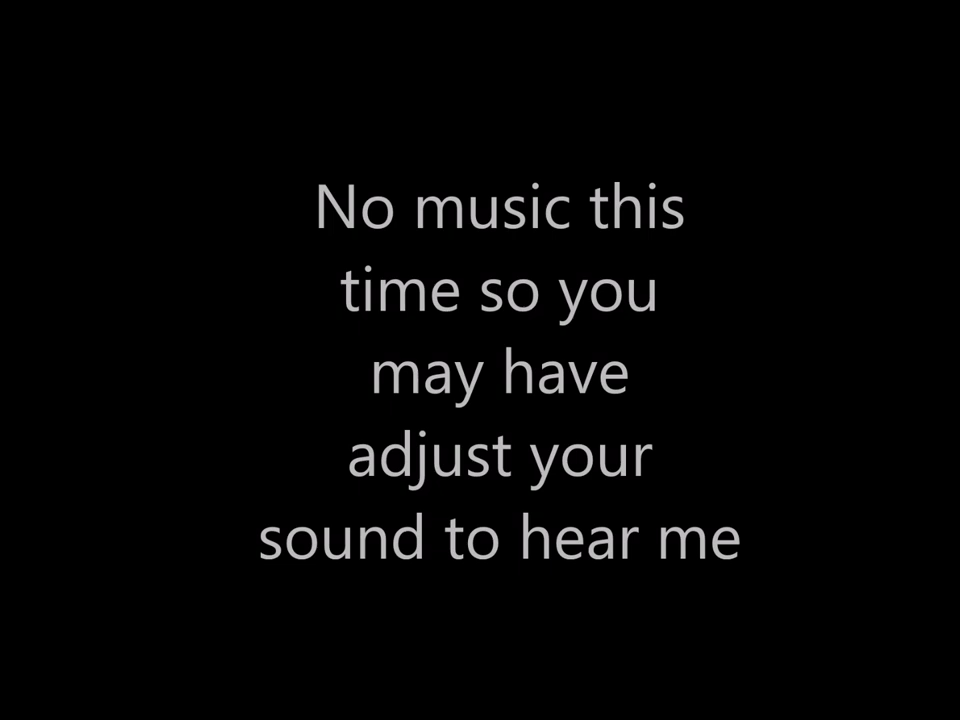 No music this
time so you
may have
adjust your
sound to hear me